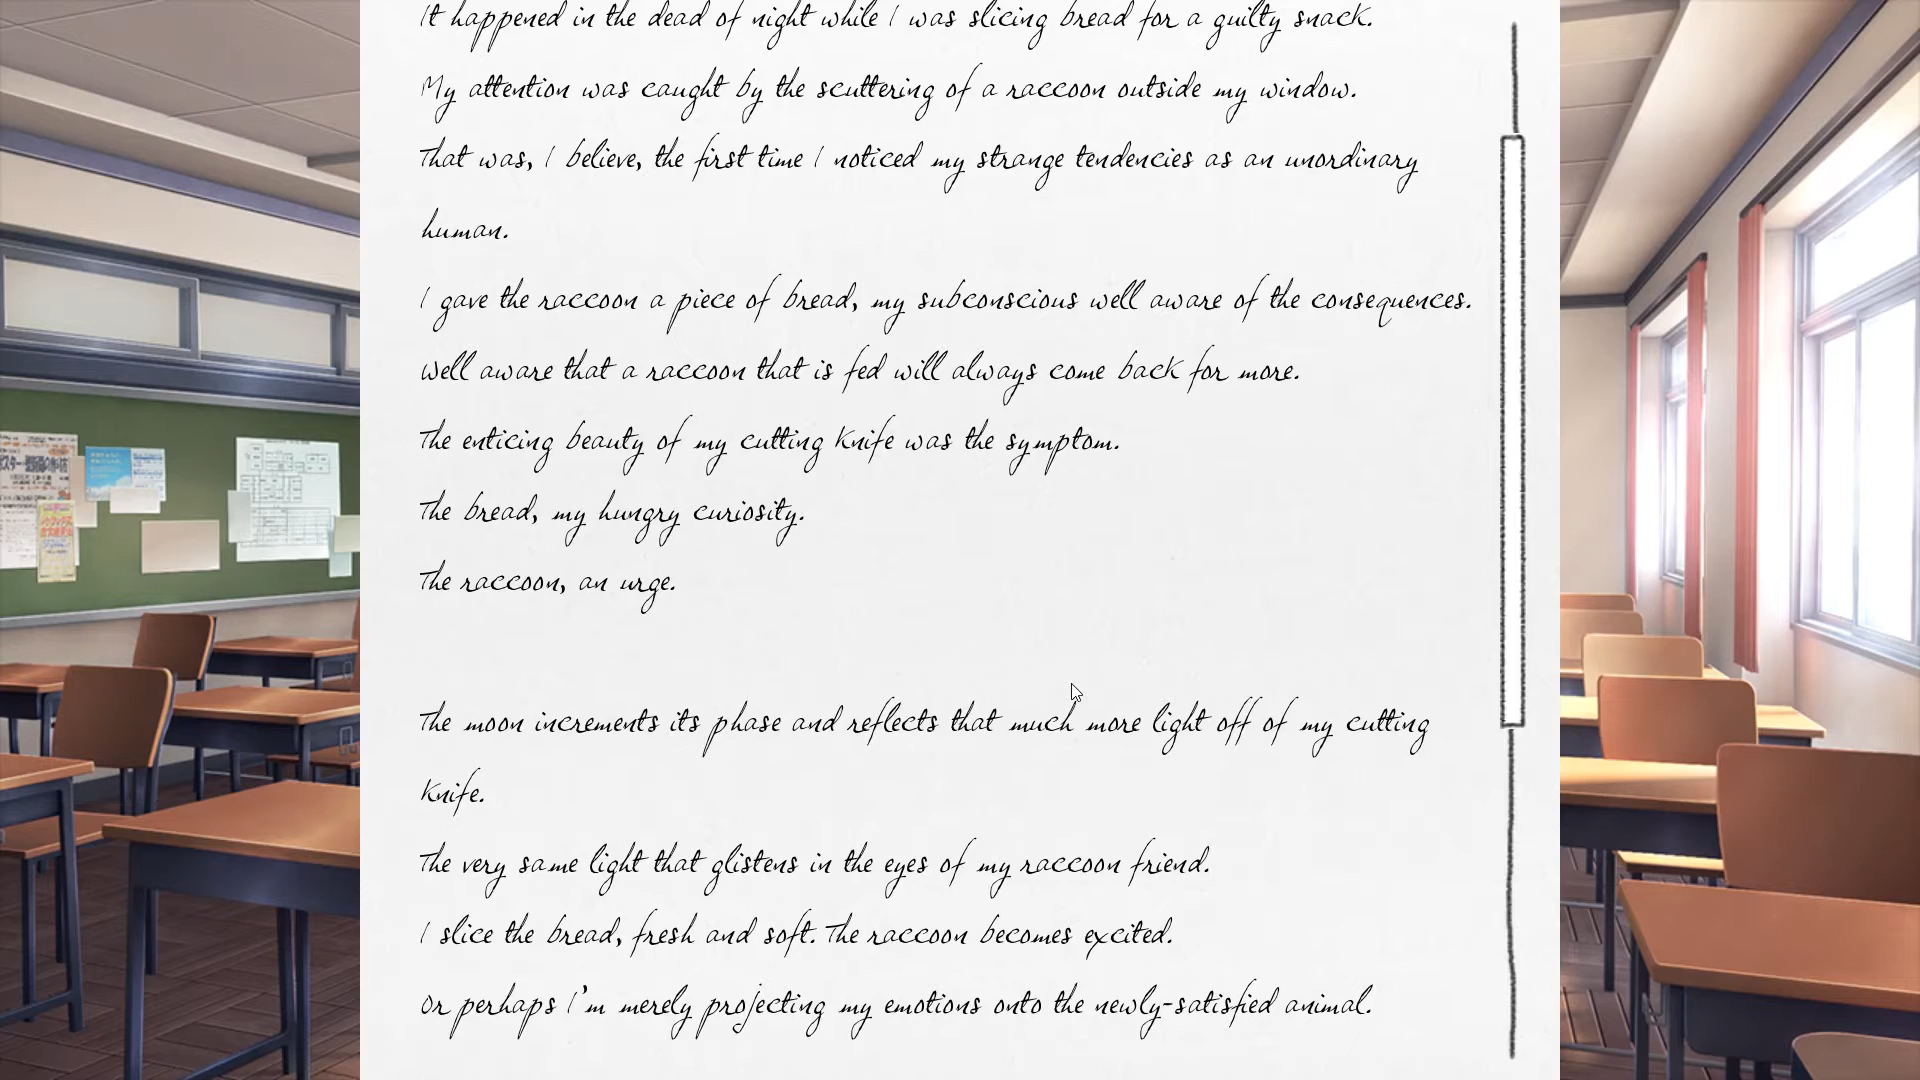 It happened in the dead of night while I was slicing bread for a guilty snack.
My attention was caught by the scuttering of a raccoon outside my window.
That was, I believe, the first time I noticed my strange tendencies as an unordinary
human.
I gave the raccoon a piece of bread, my subconscious well aware of the consequences.
Well aware that a raccoon that is fed will always come back for more.
The enticing beauty of my cutting knife was the symptom.
The bread, my hungry curiosity.
The raccoon, an urge.
The moon increments its phase and reflects that much more light off of my cutting
knife.
The very same light that glistens in the eyes of my raccoon friend.
I slice the bread, fresh and soft. The raccoon becomes excited.
Or perhaps I'm merely projecting my emotions onto the newly-satisfied animal.